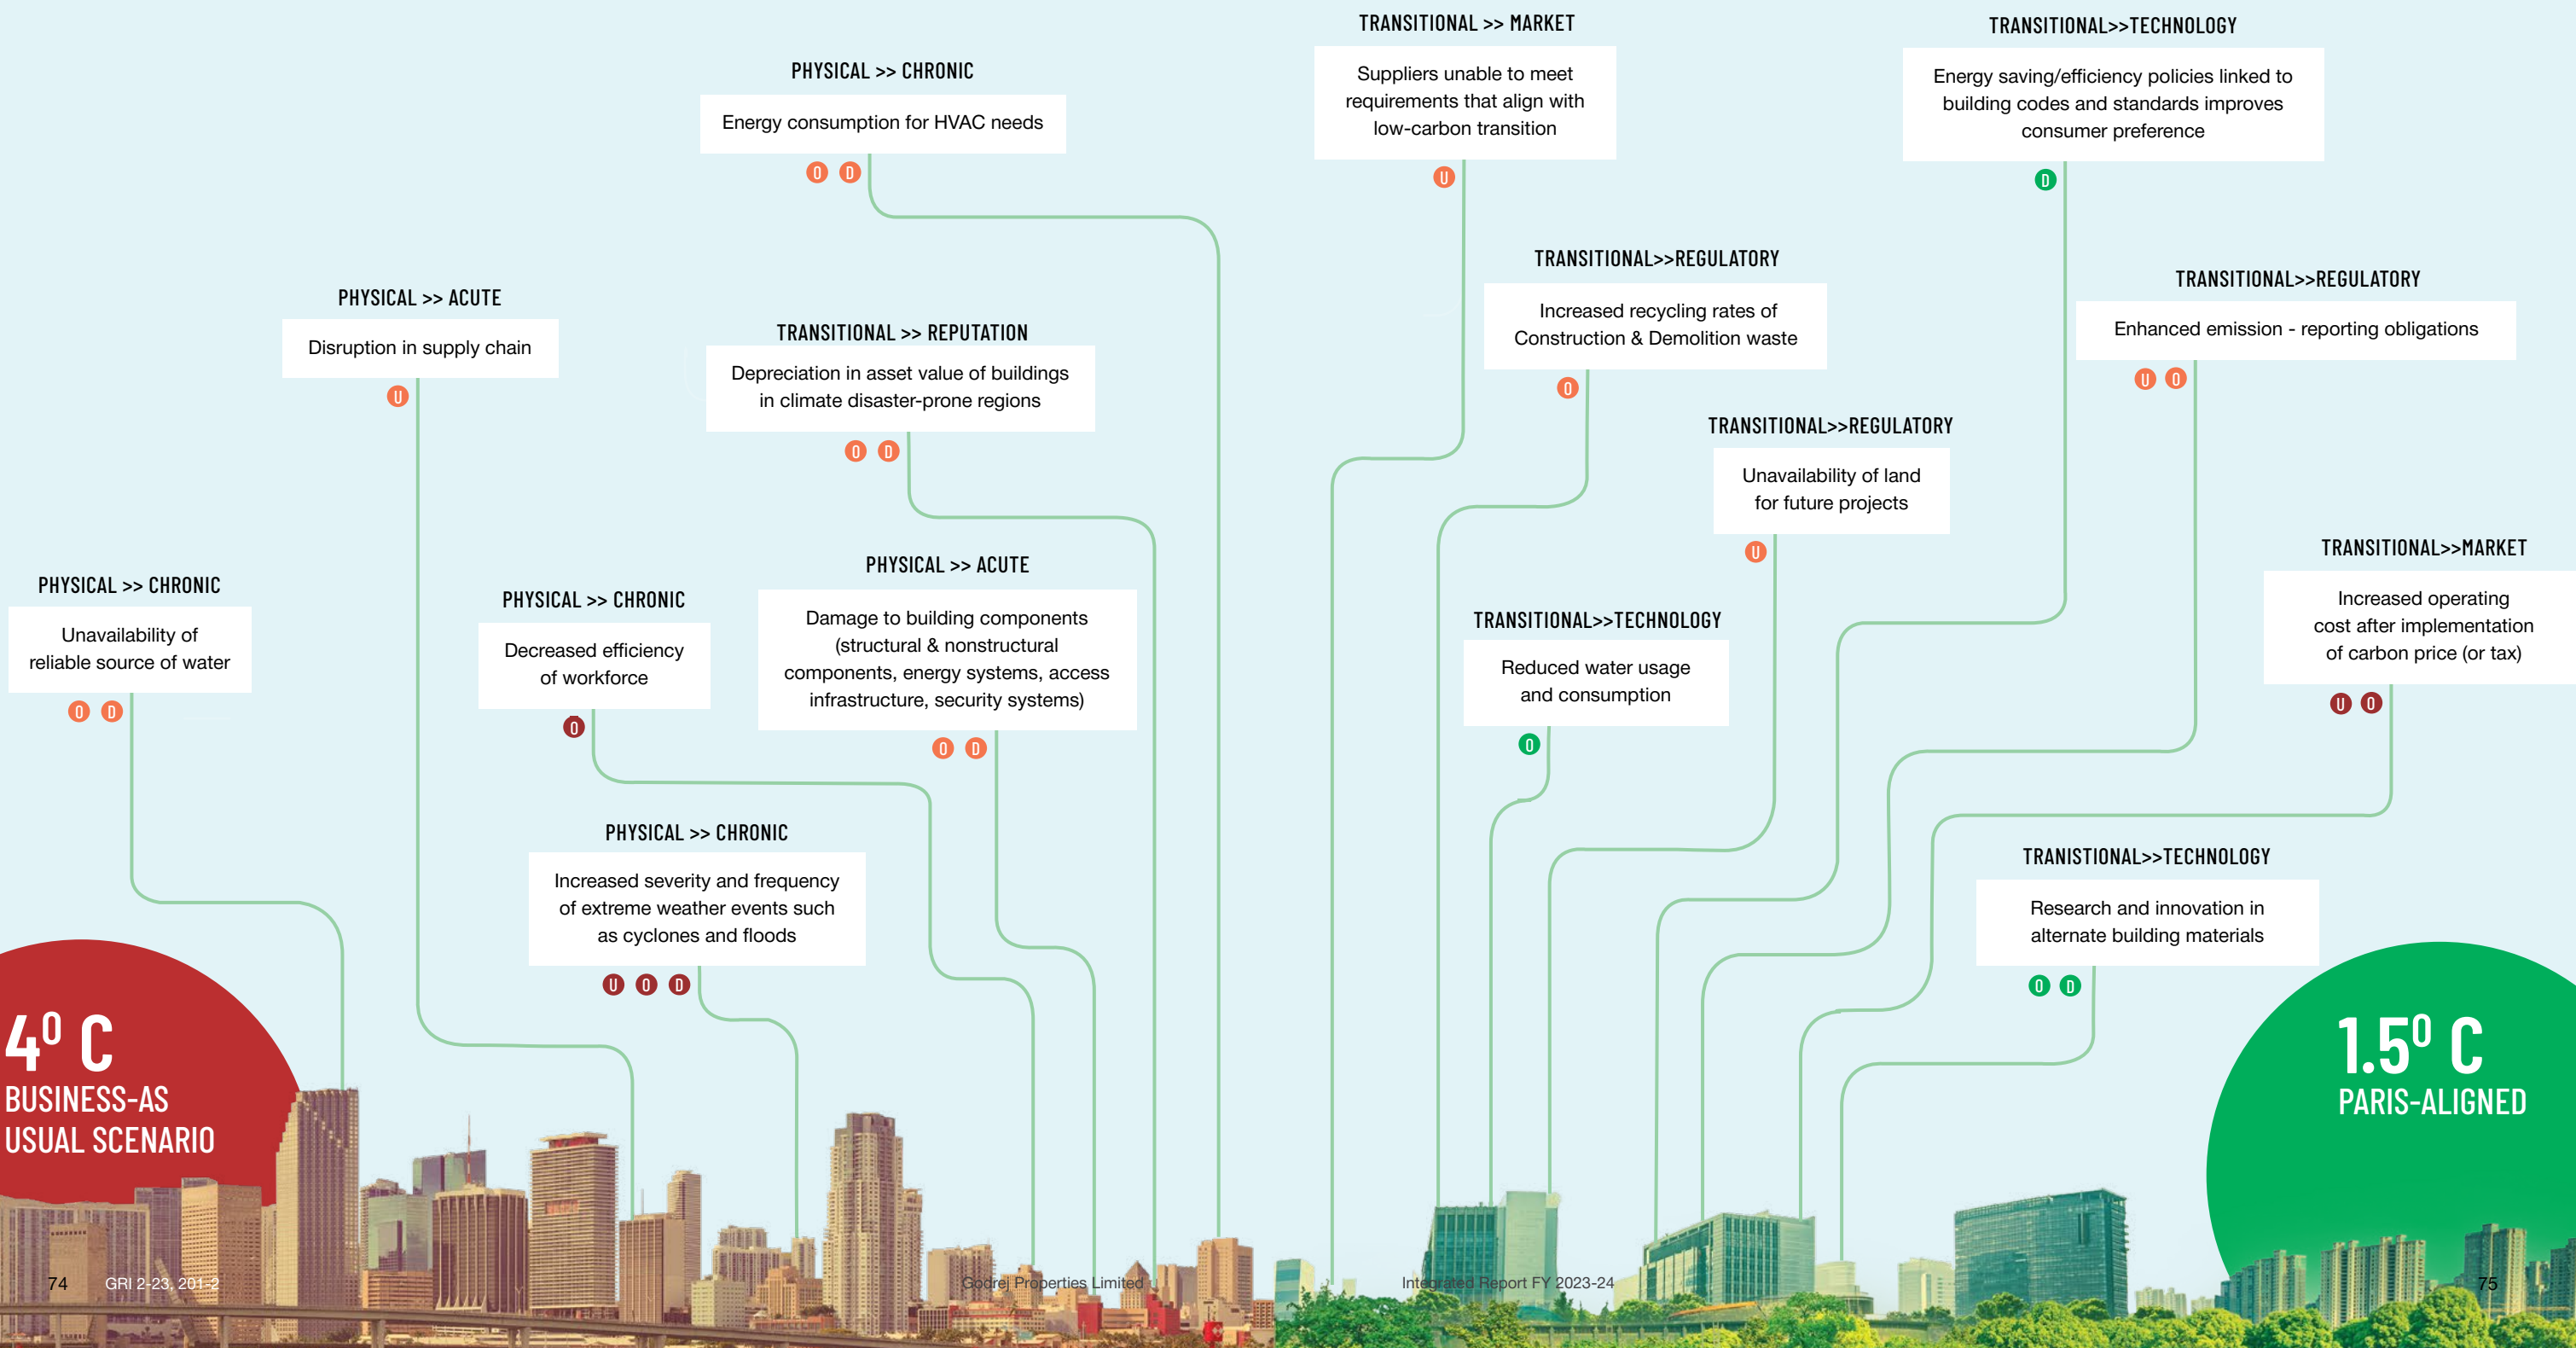 PHYSICAL >> CHRONIC
Energy consumption for HVAC needs
O D
PHYSICAL >> ACUTE
Disruption in supply chain
U
TRANSITIONAL >> REPUTATION
Depreciation in asset value of buildings
in climate disaster-prone regions
O D
PHYSICAL >> CHRONIC
Unavailability of
reliable source of water
O D
PHYSICAL >> CHRONIC
Decreased efficiency
of workforce
O
PHYSICAL >> ACUTE
Damage to building components
(structural & nonstructural
components, energy systems, access
infrastructure, security systems)
O D
PHYSICAL >> CHRONIC
Increased severity and frequency
of extreme weather events such
as cyclones and floods
U O D
4⁰ C
BUSINESS-AS
USUAL SCENARIO
74
GRI 2-23, 201-2
Godrej Properties Limited
TRANSITIONAL >> MARKET
Suppliers unable to meet
requirements that align with
low-carbon transition
U
TRANSITIONAL>>TECHNOLOGY
Energy saving/efficiency policies linked to
building codes and standards improves
consumer preference
D
TRANSITIONAL>>REGULATORY
Increased recycling rates of
Construction & Demolition waste
O
TRANSITIONAL>>REGULATORY
Enhanced emission - reporting obligations
U O
TRANSITIONAL>>REGULATORY
Unavailability of land
for future projects
U
TRANSITIONAL>>MARKET
Increased operating
cost after implementation
of carbon price (or tax)
U O
TRANSITIONAL>>TECHNOLOGY
Reduced water usage
and consumption
O
TRANISTIONAL>>TECHNOLOGY
Research and innovation in
alternate building materials
O D
1.5⁰ C
PARIS-ALIGNED
Integrated Report FY 2023-24
75